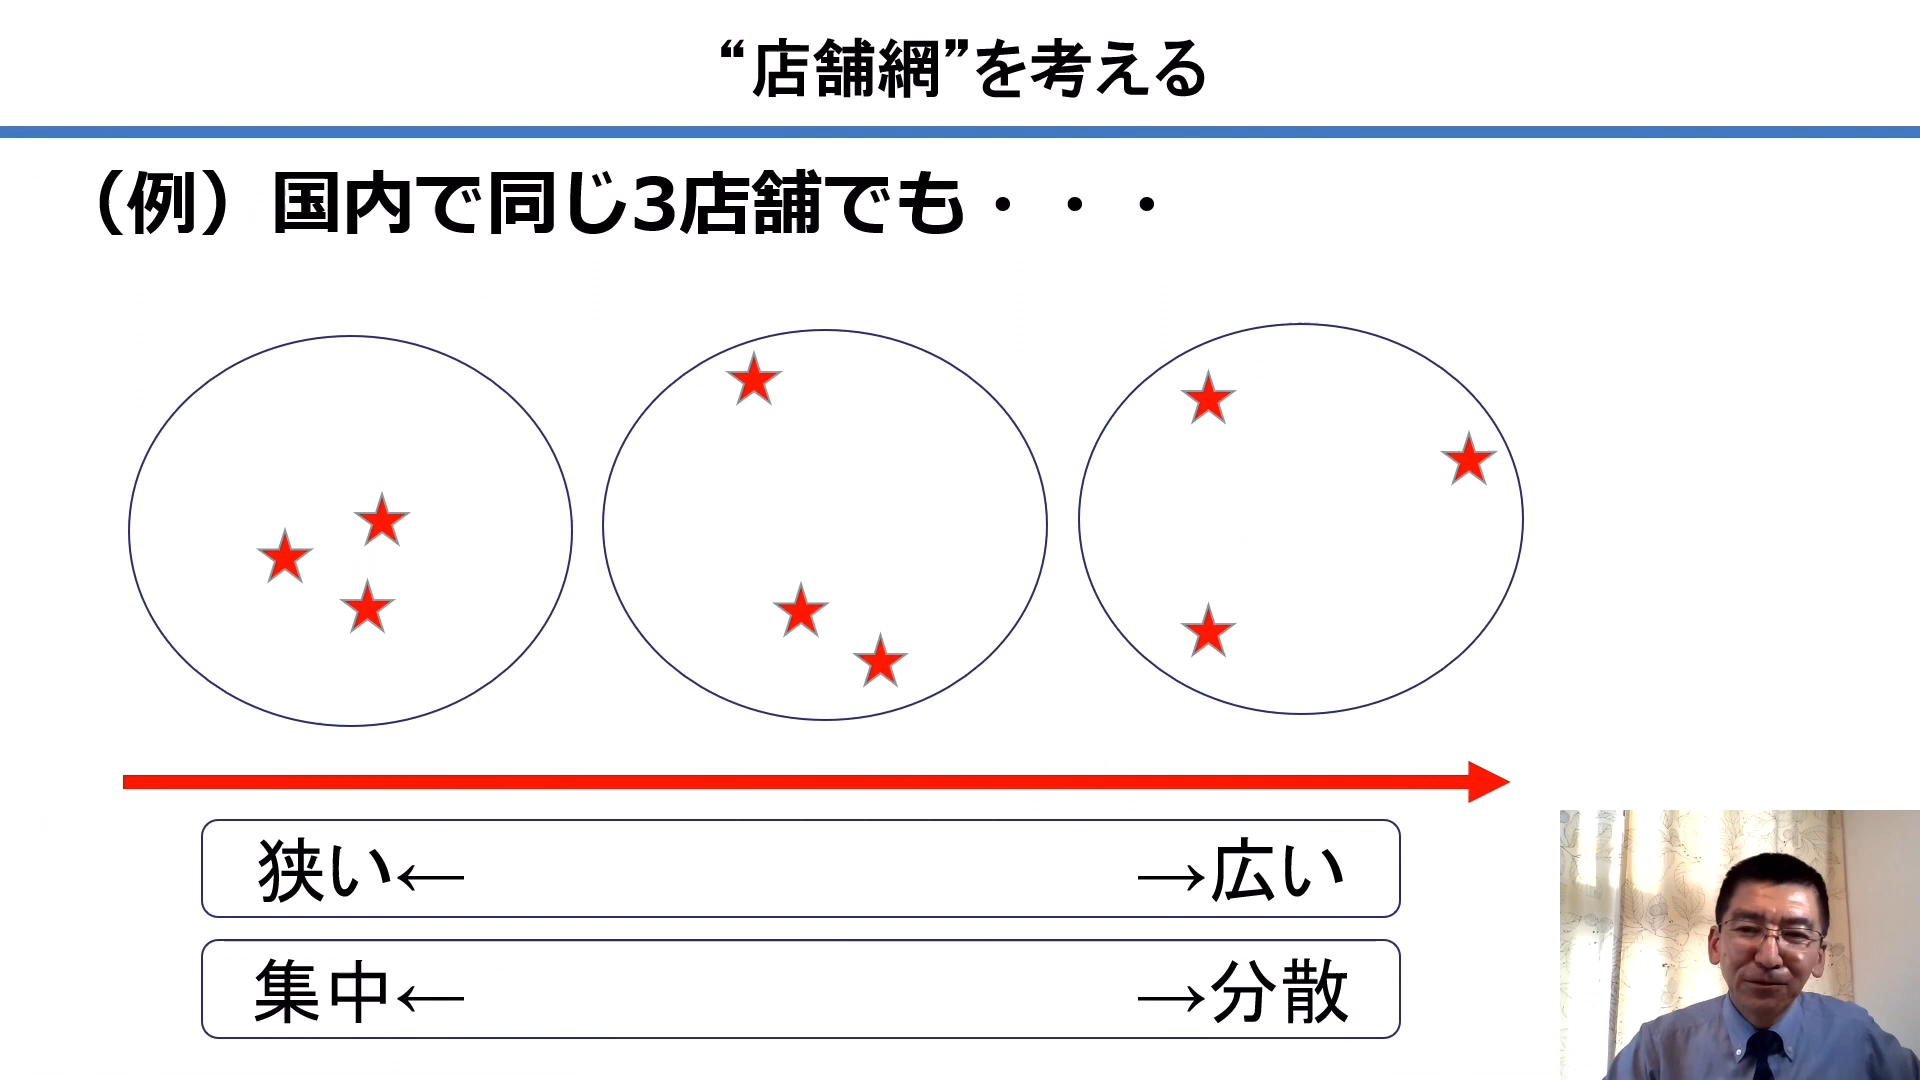 “店舗網”を考える
（例）国内で同じ3店舗でも・・・
狭い← →広い
集中← →分散